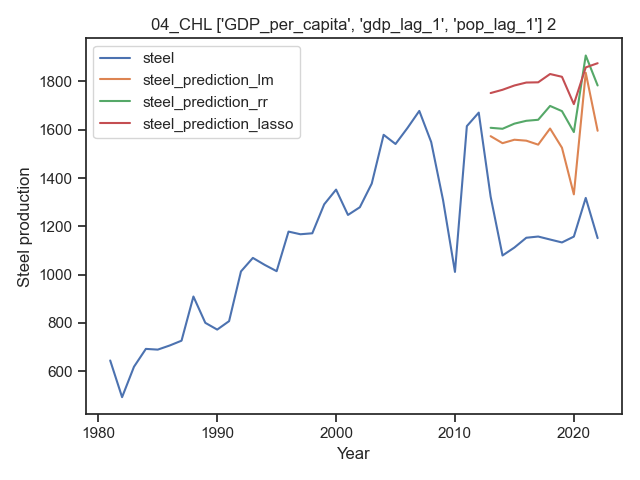 04_CHL ['GDP_per_capita', 'gdp_lag_1', 'pop_lag_1'] 2
steel
steel_prediction_lm
steel_prediction_rr
steel_prediction_lasso
Steel production
1800
1600
1400
1200
1000
800
600
1980
1990
2000
2010
2020
Year